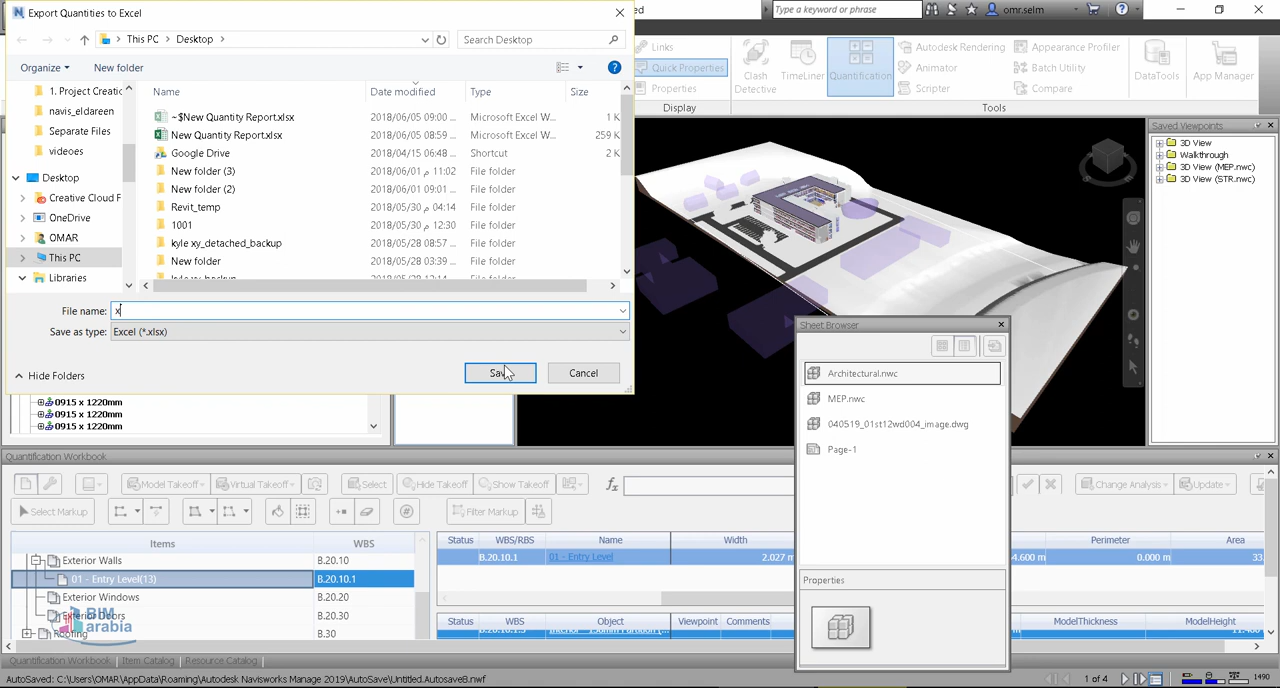 Export Quantities to Excel
ed
Type a keyword or phrase
omr.selm
This PC > Desktop >
Search Desktop
Organize
New folder
Links
Quick Properties
Properties
Display
Clash Detective
TimeLiner
Quantification
Autodesk Rendering
Animator
Scripter
Appearance Profiler
Batch Utility
Compare
DataTools
App Manager
Tools
1. Project Creatio
navis_eldareen
Separate Files
videoes
Desktop
Creative Cloud F
OneDrive
OMAR
This PC
Libraries
Name Date modified Type Size
~$New Quantity Report.xlsx 2018/06/05 09:00 ... Microsoft Excel W... 1 K
New Quantity Report.xlsx 2018/06/05 08:59 ... Microsoft Excel W... 259 K
Google Drive 2018/04/15 06:48 ... Shortcut 2 K
New folder (3) 2018/06/01 م 11:02 File folder
New folder (2) 2018/06/01 م 09:01 File folder
Revit_temp 2018/05/30 م 04:14 File folder
1001 2018/05/30 م 12:30 File folder
kyle xy_detached_backup 2018/05/28 08:57 ... File folder
New folder 2018/05/28 03:39 ... File folder
File name: x
Save as type: Excel (*.xlsx)
Hide Folders
Save
Cancel
0915 x 1220mm
0915 x 1220mm
0915 x 1220mm
Saved Viewpoints
3D View
Walkthrough
3D View (MEP.nwc)
3D View (STR.nwc)
Sheet Browser
Architectural.nwc
MEP.nwc
040519_01st12wd004_image.dwg
Page-1
Properties
Quantification Workbook
Model Takeoff
Virtual Takeoff
Select
Hide Takeoff
Show Takeoff
fx
Change Analysis
Update
Select Markup
Filter Markup
Items WBS
Exterior Walls B.20.10
01 - Entry Level(13) B.20.10.1
Exterior Windows B.20.20
Exterior Doors B.20.30
Roofing B.30
BIM
arabia
Status WBS/RBS Name Width Perimeter Area
B.20.10.1 01 - Entry Level 2.027 m 4.600 m 0.000 m 33.
Status Object Viewpoint Comments ModelThickness ModelHeight
Quantification Workbook
Item Catalog
Resource Catalog
AutoSaved: C:\Users\OMAR\AppData\Roaming\Autodesk Navisworks Manage 2019\AutoSave\Untitled.Autosave8.nwf
1 of 4
1490